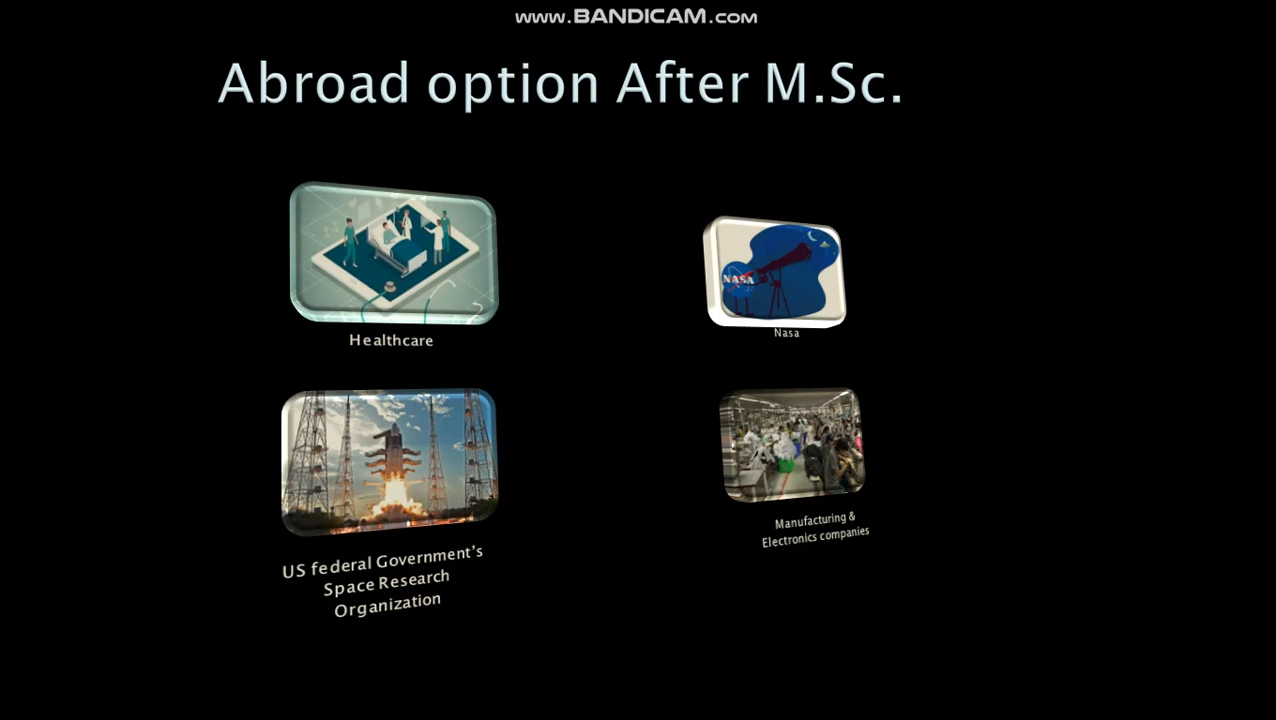 www.BANDICAM.com
Abroad option After M.Sc.
Healthcare
NASA
Nasa
US federal Government's
Space Research
Organization
Manufacturing &
Electronics companies